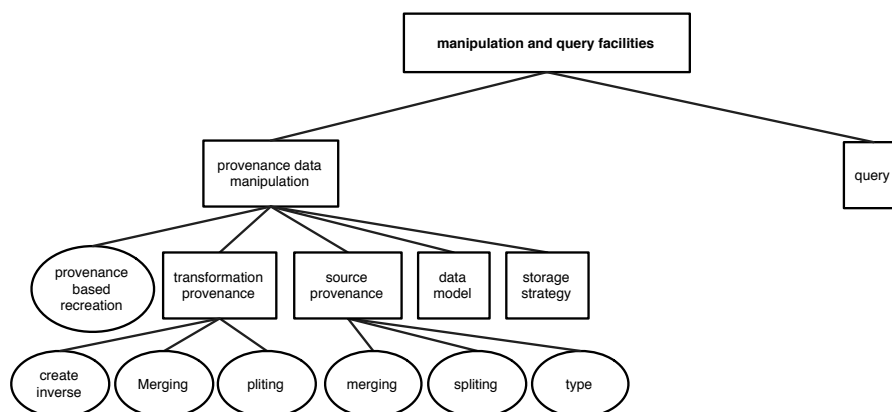 manipulation and query facilities
provenance data
manipulation
query
provenance
based
recreation
transformation
provenance
source
provenance
data
model
storage
strategy
create
inverse
Merging
pliting
merging
spliting
type